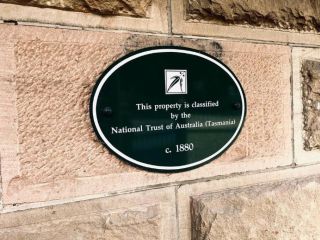 This property is classified
by the
National Trust of Australia (Tasmania)
c. 1880